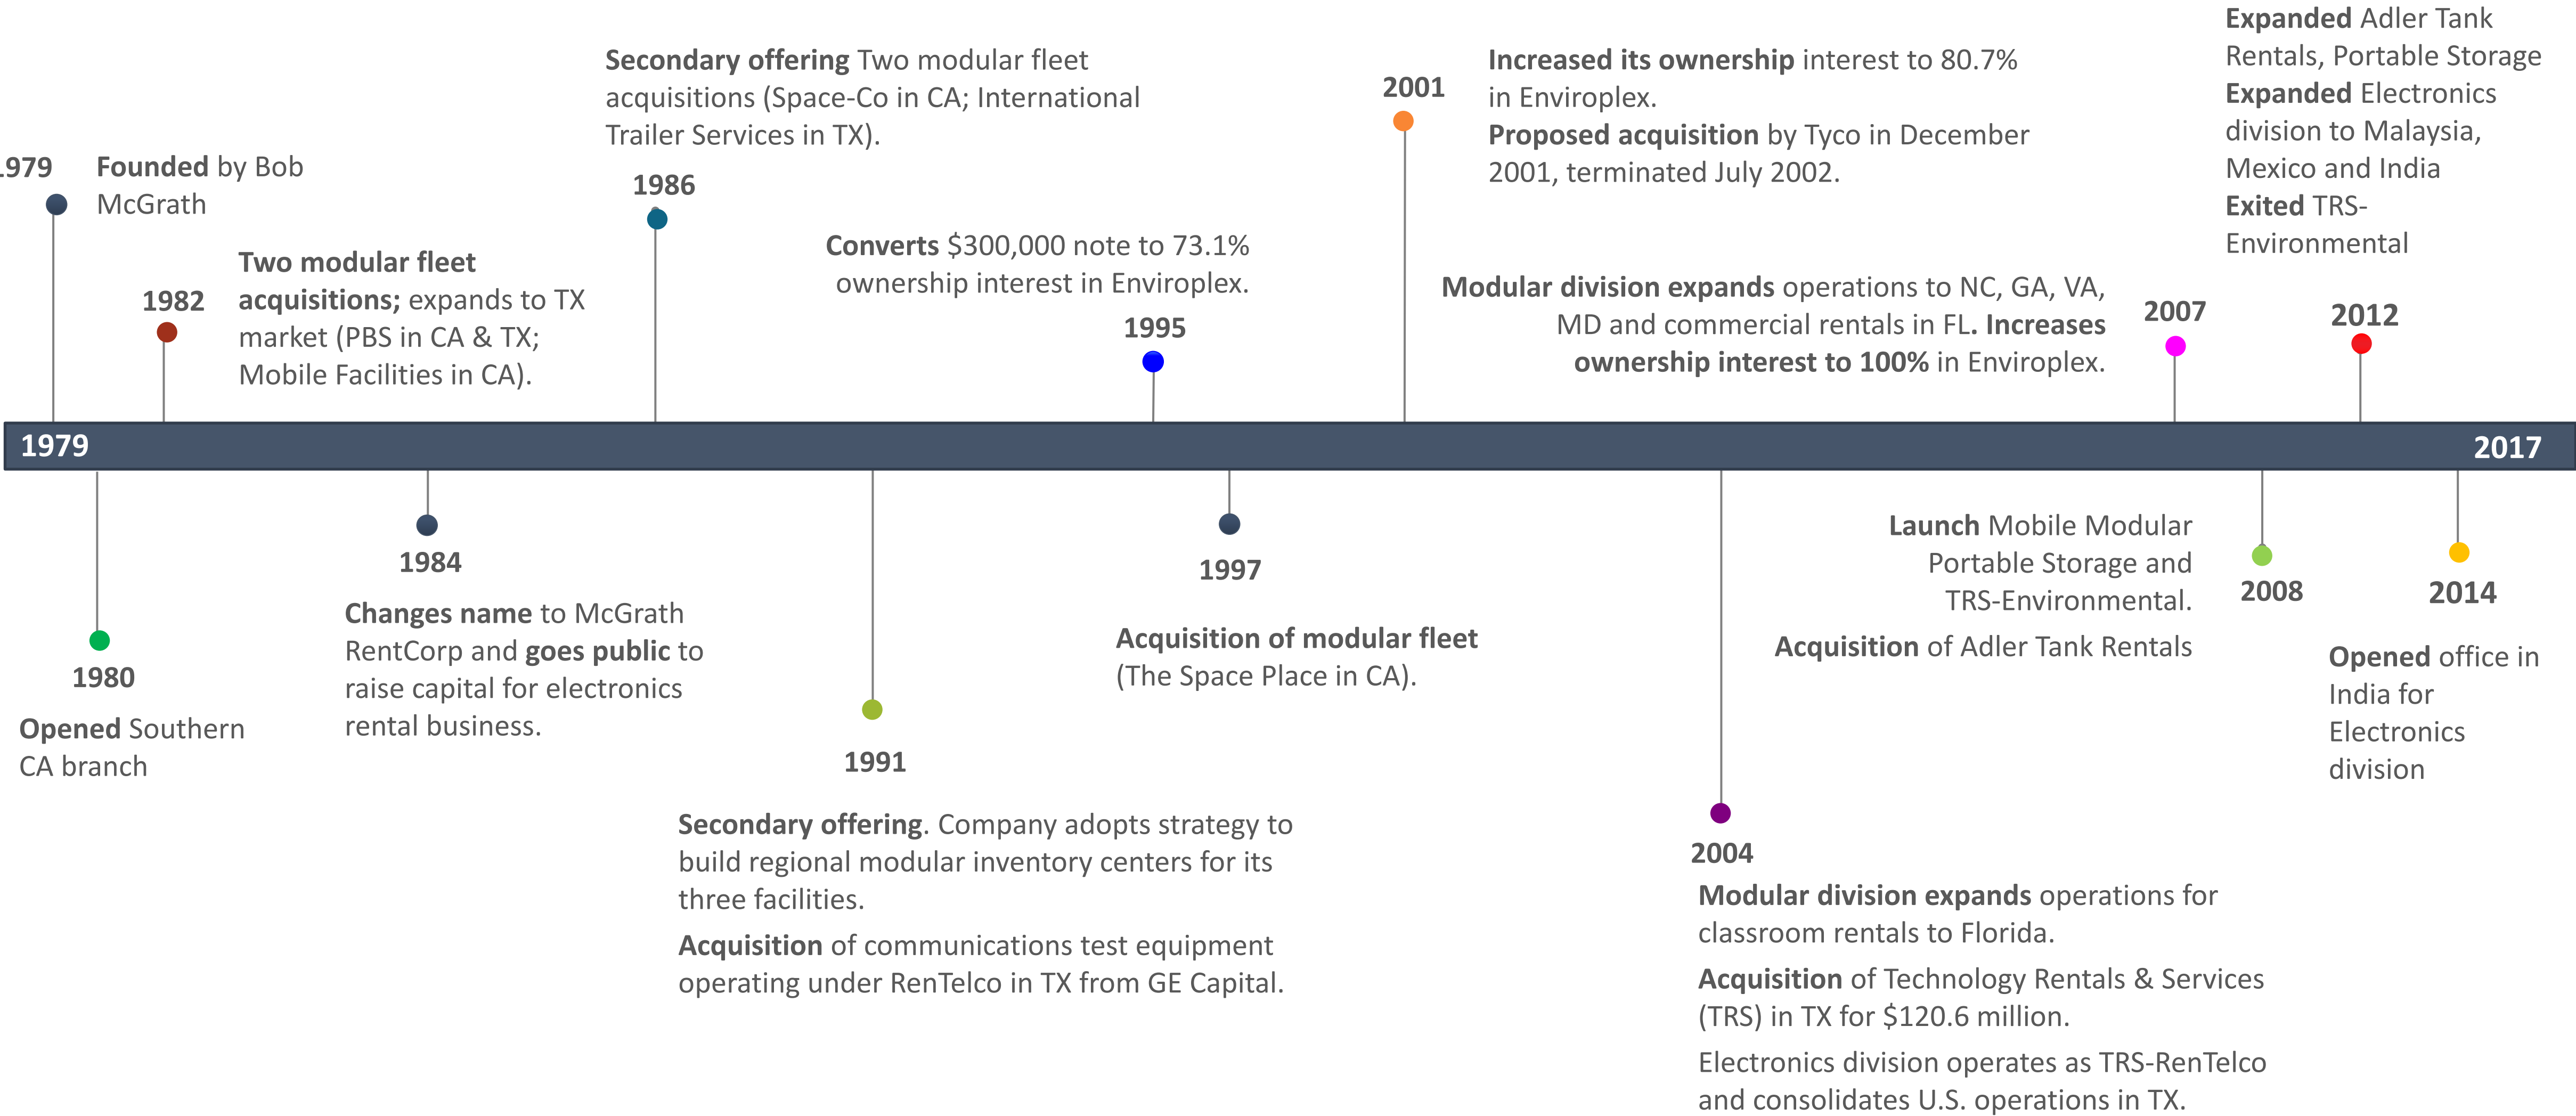 1979
Founded by Bob
McGrath
1982
Two modular fleet
acquisitions; expands to TX
market (PBS in CA & TX;
Mobile Facilities in CA).
Secondary offering Two modular fleet
acquisitions (Space-Co in CA; International
Trailer Services in TX).
1986
Converts $300,000 note to 73.1%
ownership interest in Enviroplex.
1995
2001
Increased its ownership interest to 80.7%
in Enviroplex.
Proposed acquisition by Tyco in December
2001, terminated July 2002.
Modular division expands operations to NC, GA, VA,
MD and commercial rentals in FL. Increases
ownership interest to 100% in Enviroplex.
2007
Expanded Adler Tank
Rentals, Portable Storage
Expanded Electronics
division to Malaysia,
Mexico and India
Exited TRS-
Environmental
2012
1979
2017
1980
Opened Southern
CA branch
1984
Changes name to McGrath
RentCorp and goes public to
raise capital for electronics
rental business.
1991
Secondary offering. Company adopts strategy to
build regional modular inventory centers for its
three facilities.
Acquisition of communications test equipment
operating under RenTelco in TX from GE Capital.
1997
Acquisition of modular fleet
(The Space Place in CA).
2004
Modular division expands operations for
classroom rentals to Florida.
Acquisition of Technology Rentals & Services
(TRS) in TX for $120.6 million.
Electronics division operates as TRS-RenTelco
and consolidates U.S. operations in TX.
Launch Mobile Modular
Portable Storage and
TRS-Environmental.
Acquisition of Adler Tank Rentals
2008
2014
Opened office in
India for
Electronics
division